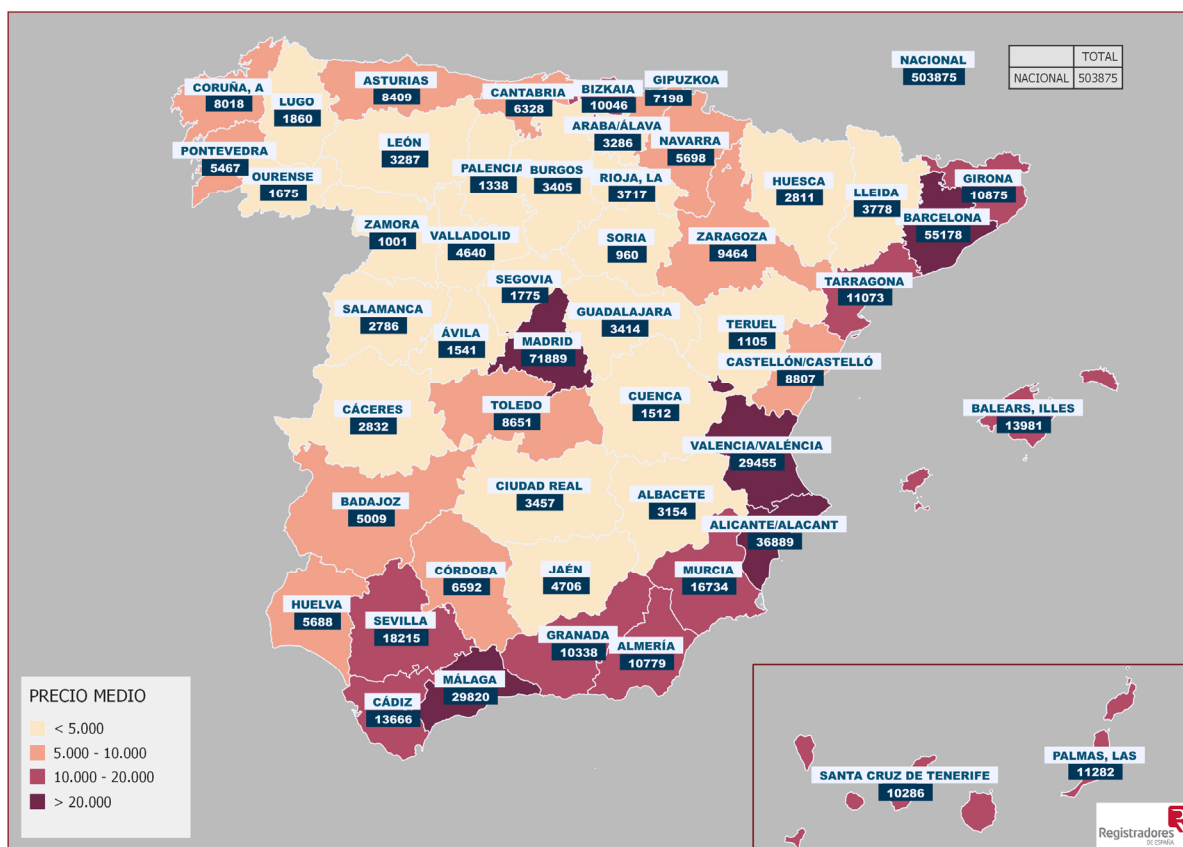 NACIONAL
503875
TOTAL
NACIONAL 503875
CORUÑA, A
8018
LUGO
1860
ASTURIAS
8409
CANTABRIA
6328
BIZKAIA
10046
GIPUZKOA
7198
ARABA/ÁLAVA
3286
NAVARRA
5698
PONTEVEDRA
5467
OURENSE
1675
LEÓN
3287
PALENCIA
1338
BURGOS
3405
RIOJA, LA
3717
HUESCA
2811
LLEIDA
3778
GIRONA
10875
BARCELONA
55178
ZAMORA
1001
VALLADOLID
4640
SORIA
960
ZARAGOZA
9464
TARRAGONA
11073
SEGOVIA
1775
SALAMANCA
2786
ÁVILA
1541
MADRID
71889
GUADALAJARA
3414
TERUEL
1105
CASTELLÓN/CASTELLÓ
8807
CÁCERES
2832
TOLEDO
8651
CUENCA
1512
BALEARS, ILLES
13981
VALENCIA/VALÉNCIA
29455
BADAJOZ
5009
CIUDAD REAL
3457
ALBACETE
3154
ALICANTE/ALACANT
36889
CÓRDOBA
6592
JAÉN
4706
MURCIA
16734
HUELVA
5688
SEVILLA
18215
GRANADA
10338
ALMERÍA
10779
CÁDIZ
13666
MÁLAGA
29820
PRECIO MEDIO
< 5.000
5.000 - 10.000
10.000 - 20.000
> 20.000
SANTA CRUZ DE TENERIFE
10286
PALMAS, LAS
11282
Registradores
DE ESPAÑA